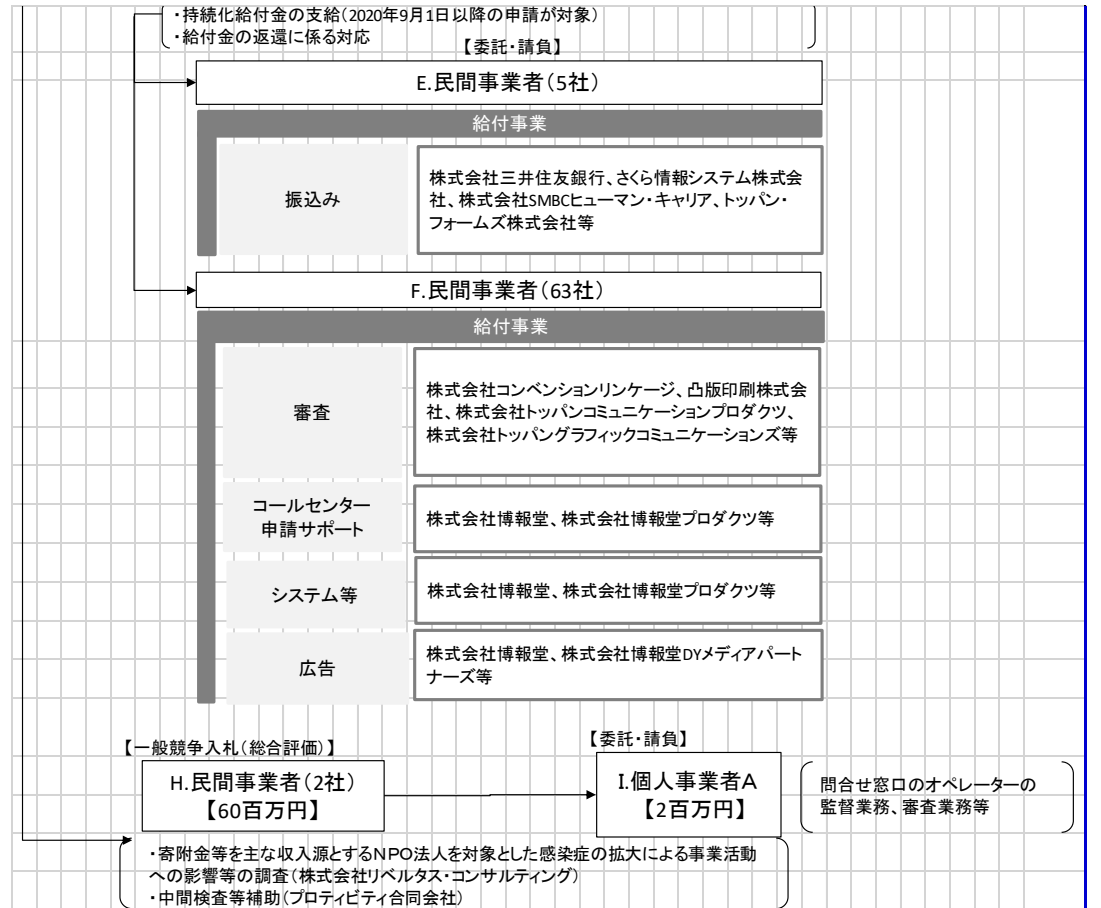 ・持続化給付金の支給(2020年9月1日以降の申請が対象)
・給付金の返還に係る対応
【委託・請負】
E.民間事業者(5社)
給付事業
振込み
株式会社三井住友銀行、さくら情報システム株式会
社、株式会社SMBCヒューマン・キャリア、トッパン・
フォームズ株式会社等
F.民間事業者(63社)
給付事業
審査
株式会社コンベンションリンケージ、凸版印刷株式会
社、株式会社トッパンコミュニケーションプロダクツ、
株式会社トッパングラフィックコミュニケーションズ等
コールセンター
申請サポート
株式会社博報堂、株式会社博報堂プロダクツ等
システム等
株式会社博報堂、株式会社博報堂プロダクツ等
広告
株式会社博報堂、株式会社博報堂DYメディアパート
ナーズ等
【一般競争入札(総合評価)】
H.民間事業者(2社)
【60百万円】
【委託・請負】
I.個人事業者A
【2百万円】
問合せ窓口のオペレーターの
監督業務、審査業務等
・寄附金等を主な収入源とするNPO法人を対象とした感染症の拡大による事業活動
への影響等の調査(株式会社リベルタス・コンサルティング)
・中間検査等補助(プロティビティ合同会社)